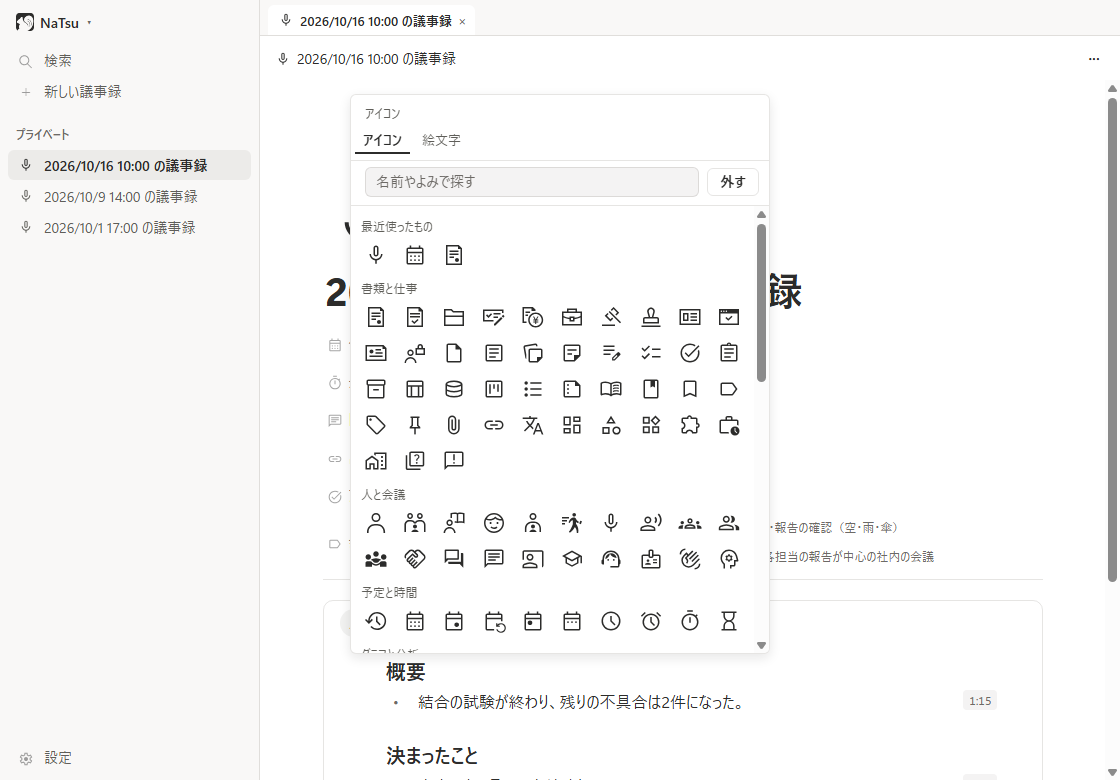 NaTsu
検索
新しい議事録
プライベート
2026/10/16 10:00 の議事録
2026/10/9 14:00 の議事録
2026/10/1 17:00 の議事録
設定
2026/10/16 10:00 の議事録 ×
2026/10/16 10:00 の議事録
アイコン
アイコン 絵文字
名前やよみで探す 外す
最近使ったもの
書類と仕事
人と会議
予定と時間
録
・報告の確認（空・雨・傘）
担当の報告が中心の社内の会議
概要
• 結合の試験が終わり、残りの不具合は2件になった。 1:15
決まったこと